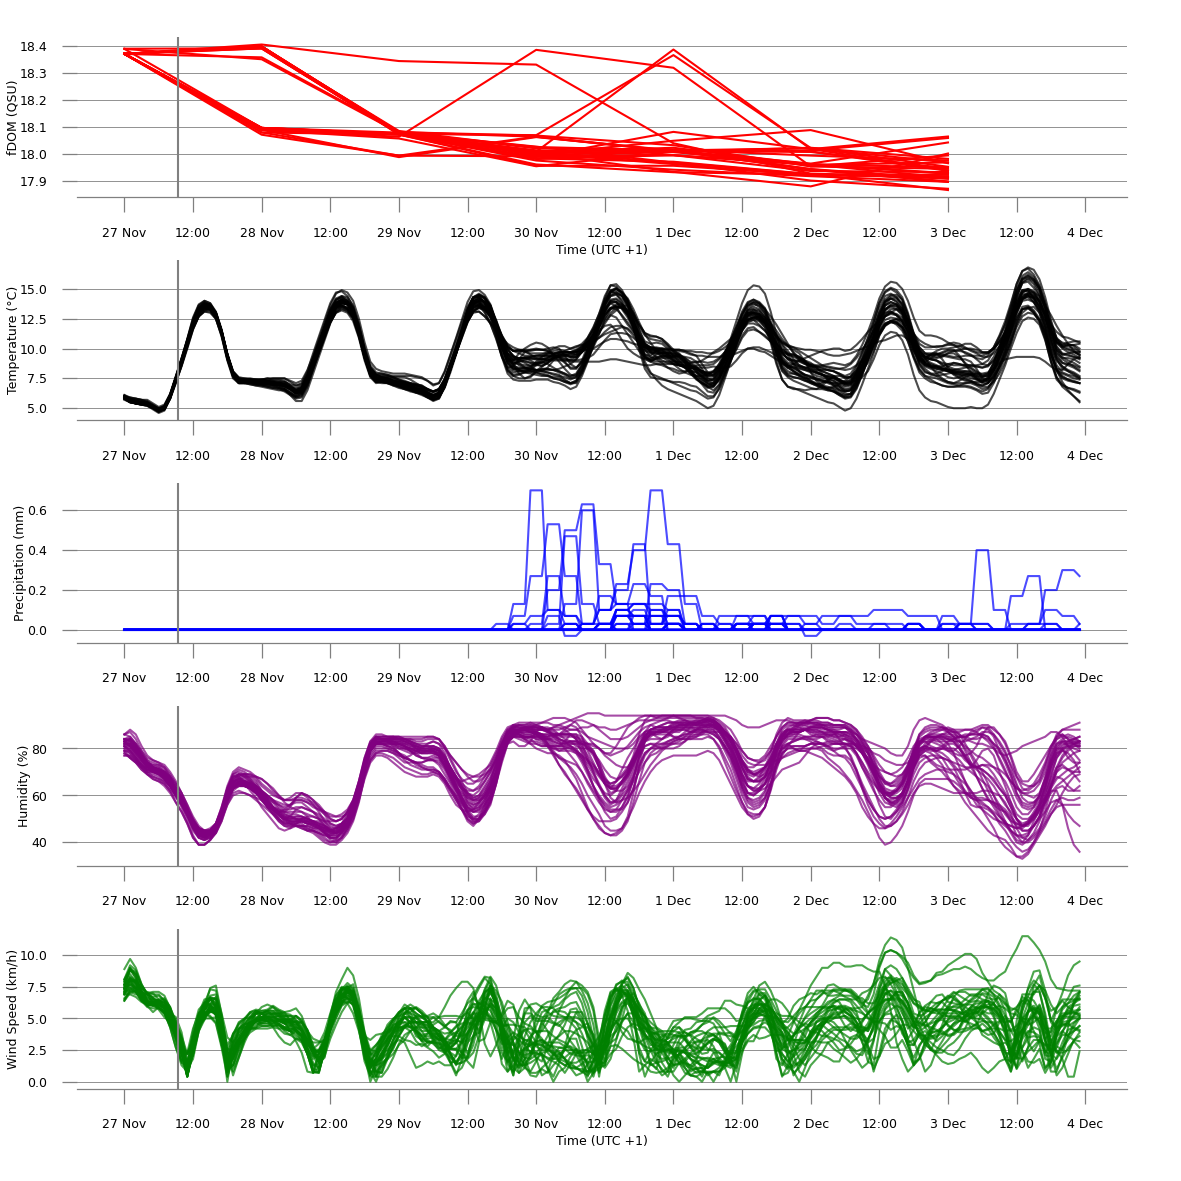 fDOM (QSU)
18.4
18.3
18.2
18.1
18.0
17.9
27 Nov 12:00 28 Nov 12:00 29 Nov 12:00 30 Nov 12:00 1 Dec 12:00 2 Dec 12:00 3 Dec 12:00 4 Dec
Time (UTC +1)
Temperature (°C)
15.0
12.5
10.0
7.5
5.0
27 Nov 12:00 28 Nov 12:00 29 Nov 12:00 30 Nov 12:00 1 Dec 12:00 2 Dec 12:00 3 Dec 12:00 4 Dec
Precipitation (mm)
0.6
0.4
0.2
0.0
27 Nov 12:00 28 Nov 12:00 29 Nov 12:00 30 Nov 12:00 1 Dec 12:00 2 Dec 12:00 3 Dec 12:00 4 Dec
Humidity (%)
80
60
40
27 Nov 12:00 28 Nov 12:00 29 Nov 12:00 30 Nov 12:00 1 Dec 12:00 2 Dec 12:00 3 Dec 12:00 4 Dec
Wind Speed (km/h)
10.0
7.5
5.0
2.5
0.0
27 Nov 12:00 28 Nov 12:00 29 Nov 12:00 30 Nov 12:00 1 Dec 12:00 2 Dec 12:00 3 Dec 12:00 4 Dec
Time (UTC +1)